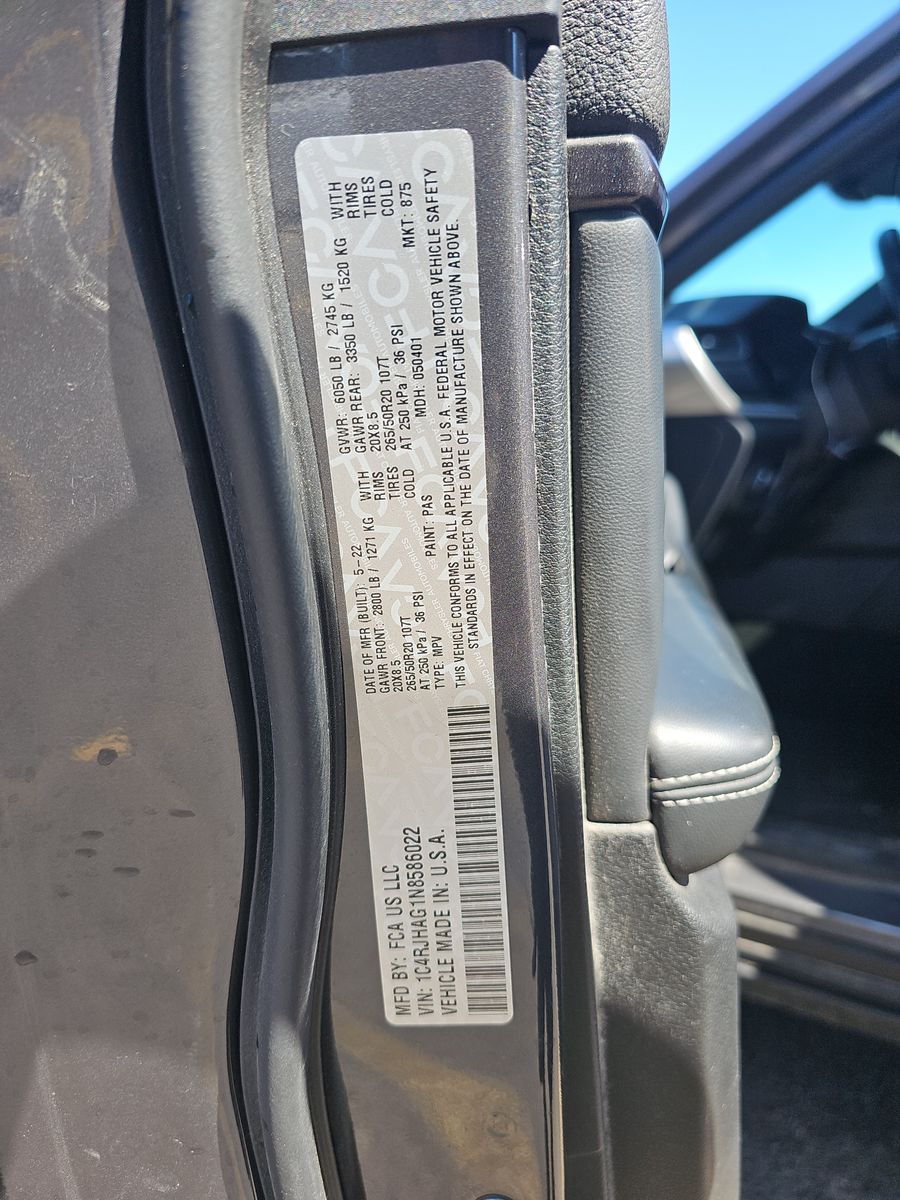 MFD BY: FCA US LLC
VIN: 1C4RJHAG1N8586022
VEHICLE MADE IN: U.S.A.
DATE OF MFR (BUILT): 5-22 GVWR: 6050 LB / 2745 KG
GAWR FRONT: 2800 LB / 1271 KG WITH GAWR REAR: 3350 LB / 1520 KG WITH
20X8.5 RIMS 20X8.5 RIMS
265/50R20 107T TIRES 265/50R20 107T TIRES
AT 250 kPa / 36 PSI COLD AT 250 kPa / 36 PSI COLD
TYPE: MPV PAINT: PAS MDH: 050401 MKT: 875
THIS VEHICLE CONFORMS TO ALL APPLICABLE U.S.A. FEDERAL MOTOR VEHICLE SAFETY
STANDARDS IN EFFECT ON THE DATE OF MANUFACTURE SHOWN ABOVE.